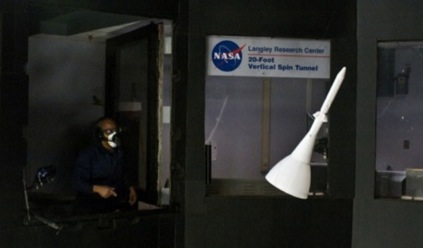 NASA
Langley Research Center
20-Foot
Vertical Spin Tunnel